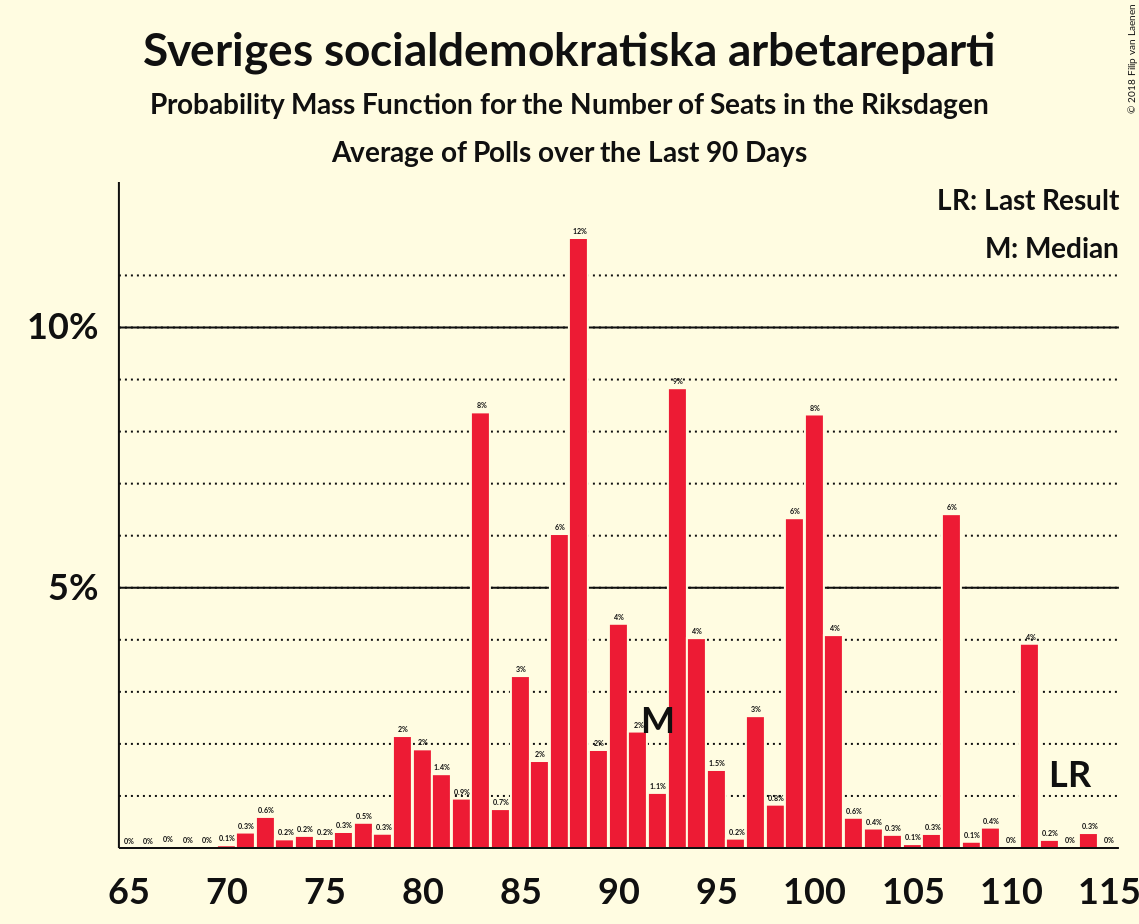 Sveriges socialdemokratiska arbetareparti
Probability Mass Function for the Number of Seats in the Riksdagen
Average of Polls over the Last 90 Days
© 2018 Filip van Laenen
LR: Last Result
M: Median
10%
5%
0% 0% 0% 0% 0% 0.1% 0.3% 0.6% 0.2% 0.2% 0.2% 0.3% 0.5% 0.3% 2% 2% 1.4% 0.9% 8% 0.7% 3% 2% 6% 12% 2% 4% 2% 1.1% 9% 4% 1.5% 0.2% 3% 0.8% 6% 8% 4% 0.6% 0.4% 0.3% 0.1% 0.3% 6% 0.1% 0.4% 0% 4% 0.2% 0% 0.3% 0%
M
LR
65 70 75 80 85 90 95 100 105 110 115